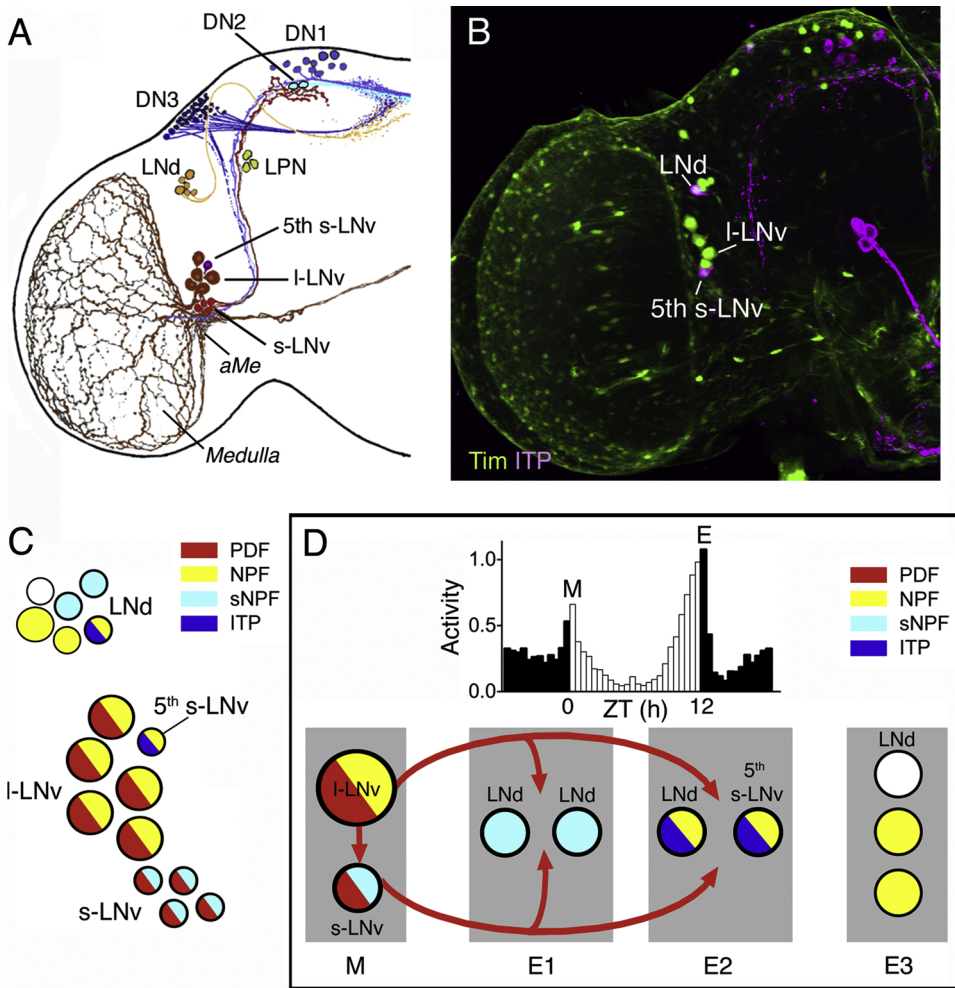 A
DN2
DN1
DN3
LNd
LPN
5th s-LNv
l-LNv
s-LNv
aMe
Medulla
B
LNd
l-LNv
5th s-LNv
Tim ITP
C
PDF
NPF
sNPF
ITP
LNd
5th s-LNv
l-LNv
s-LNv
D
Activity
1.0
0.5
0.0
M
E
0 ZT (h) 12
PDF
NPF
sNPF
ITP
l-LNv
s-LNv
LNd LNd
LNd 5th s-LNv
LNd
M E1 E2 E3